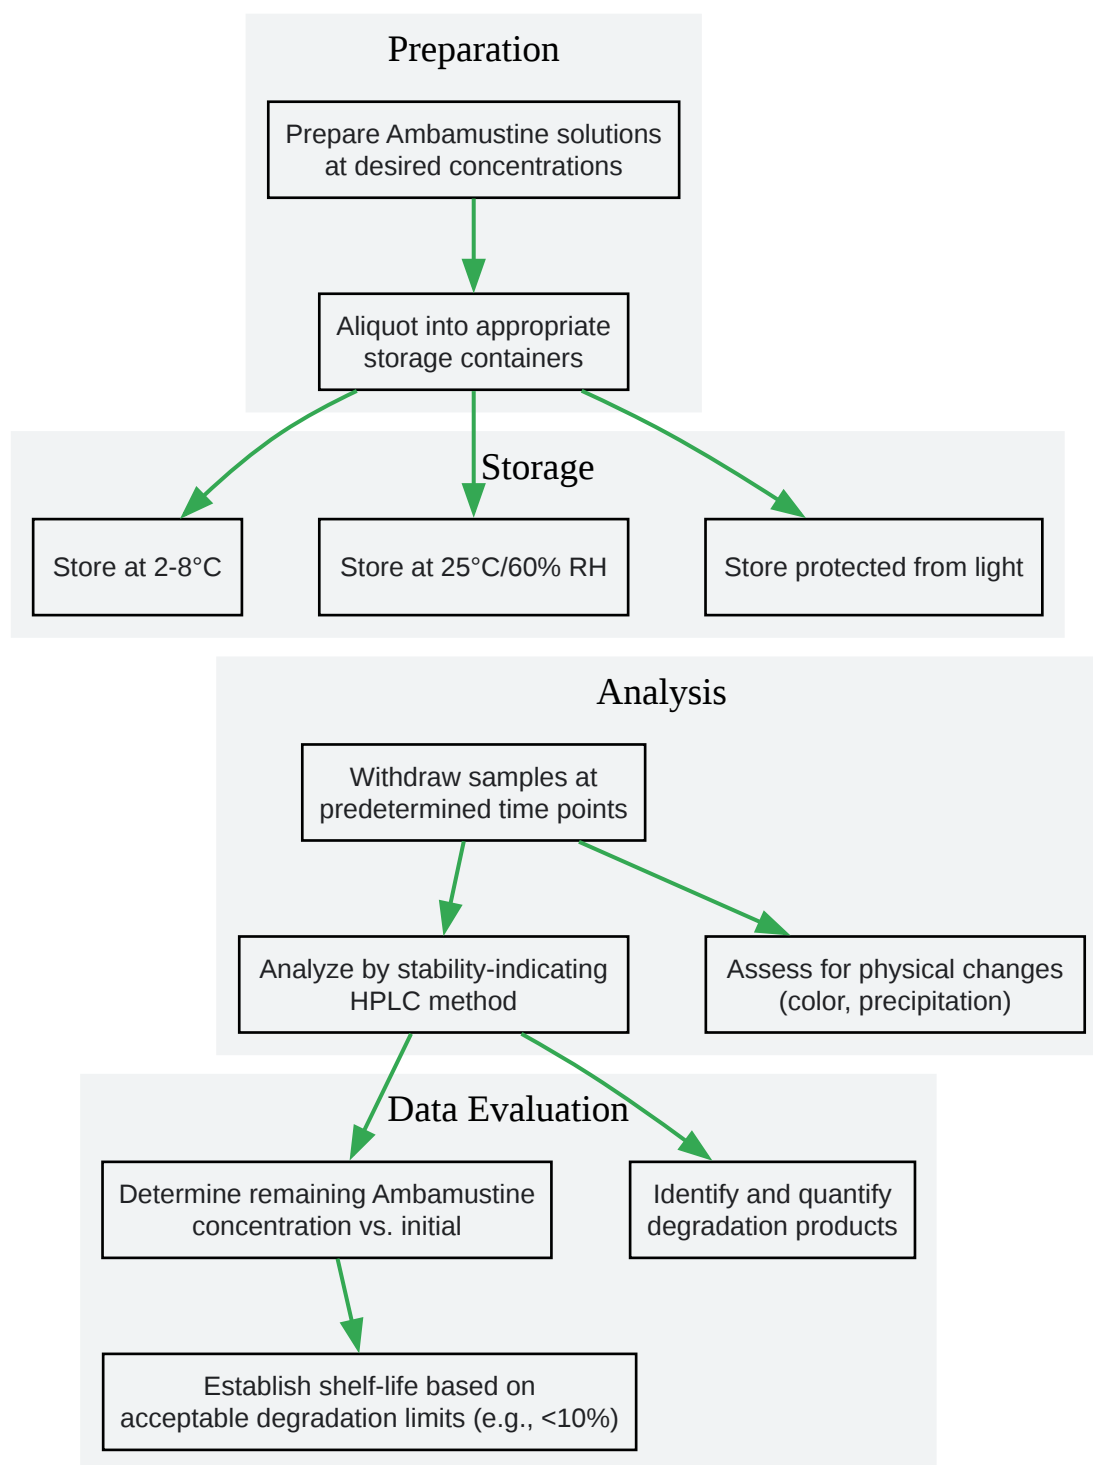 Preparation
Prepare Ambamustine solutions
at desired concentrations
Aliquot into appropriate
storage containers
Storage
Store at 2-8°C
Store at 25°C/60% RH
Store protected from light
Analysis
Withdraw samples at
predetermined time points
Analyze by stability-indicating
HPLC method
Assess for physical changes
(color, precipitation)
Data Evaluation
Determine remaining Ambamustine
concentration vs. initial
Identify and quantify
degradation products
Establish shelf-life based on
acceptable degradation limits (e.g., <10%)